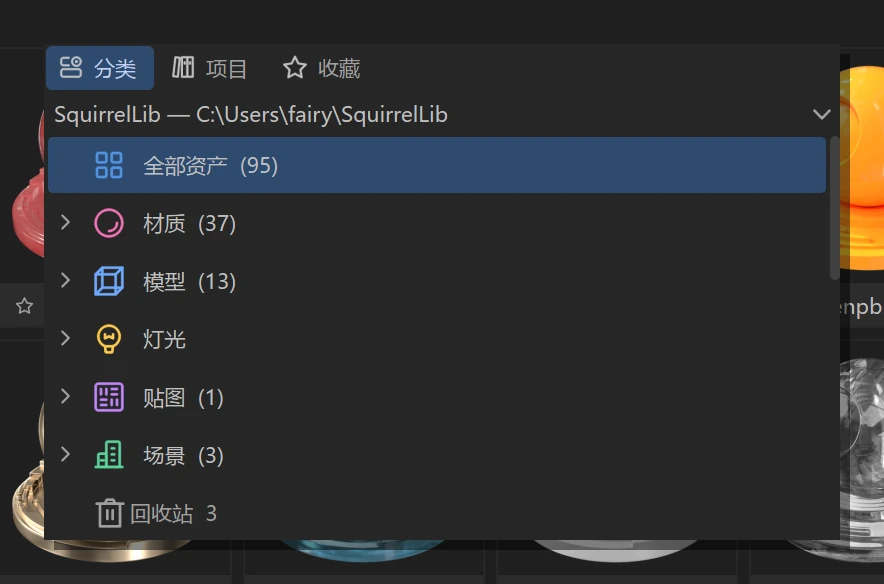 分类 项目 收藏
SquirrelLib — C:\Users\fairy\SquirrelLib
全部资产 (95)
材质 (37)
模型 (13)
enpb
灯光
贴图 (1)
场景 (3)
回收站 3